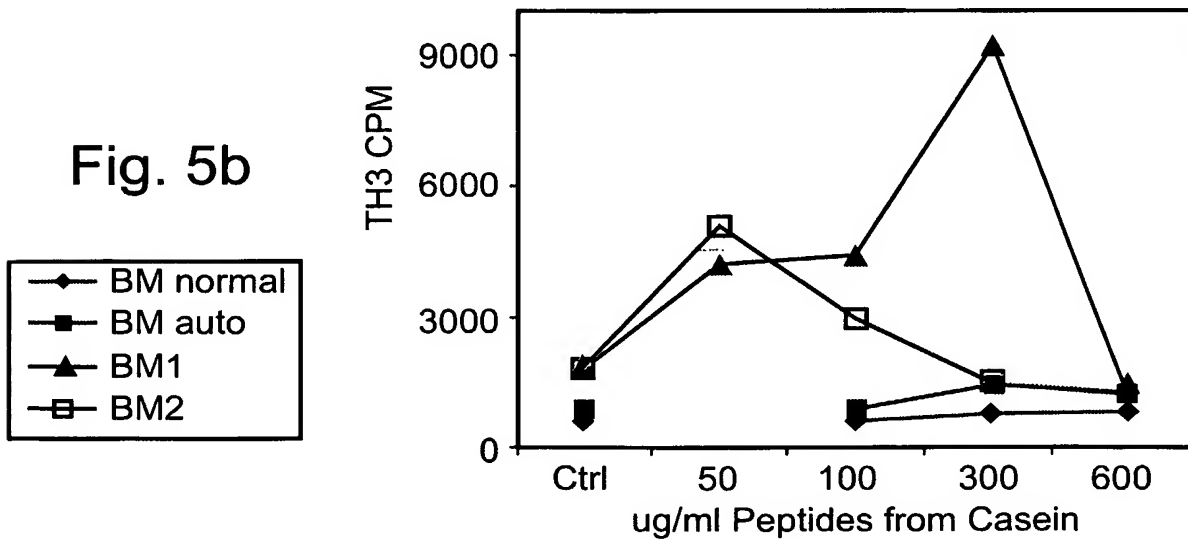 Fig. 5b
BM normal
BM auto
BM1
BM2
TH3 CPM
9000
6000
3000
0
Ctrl 50 100 300 600
ug/ml Peptides from Casein